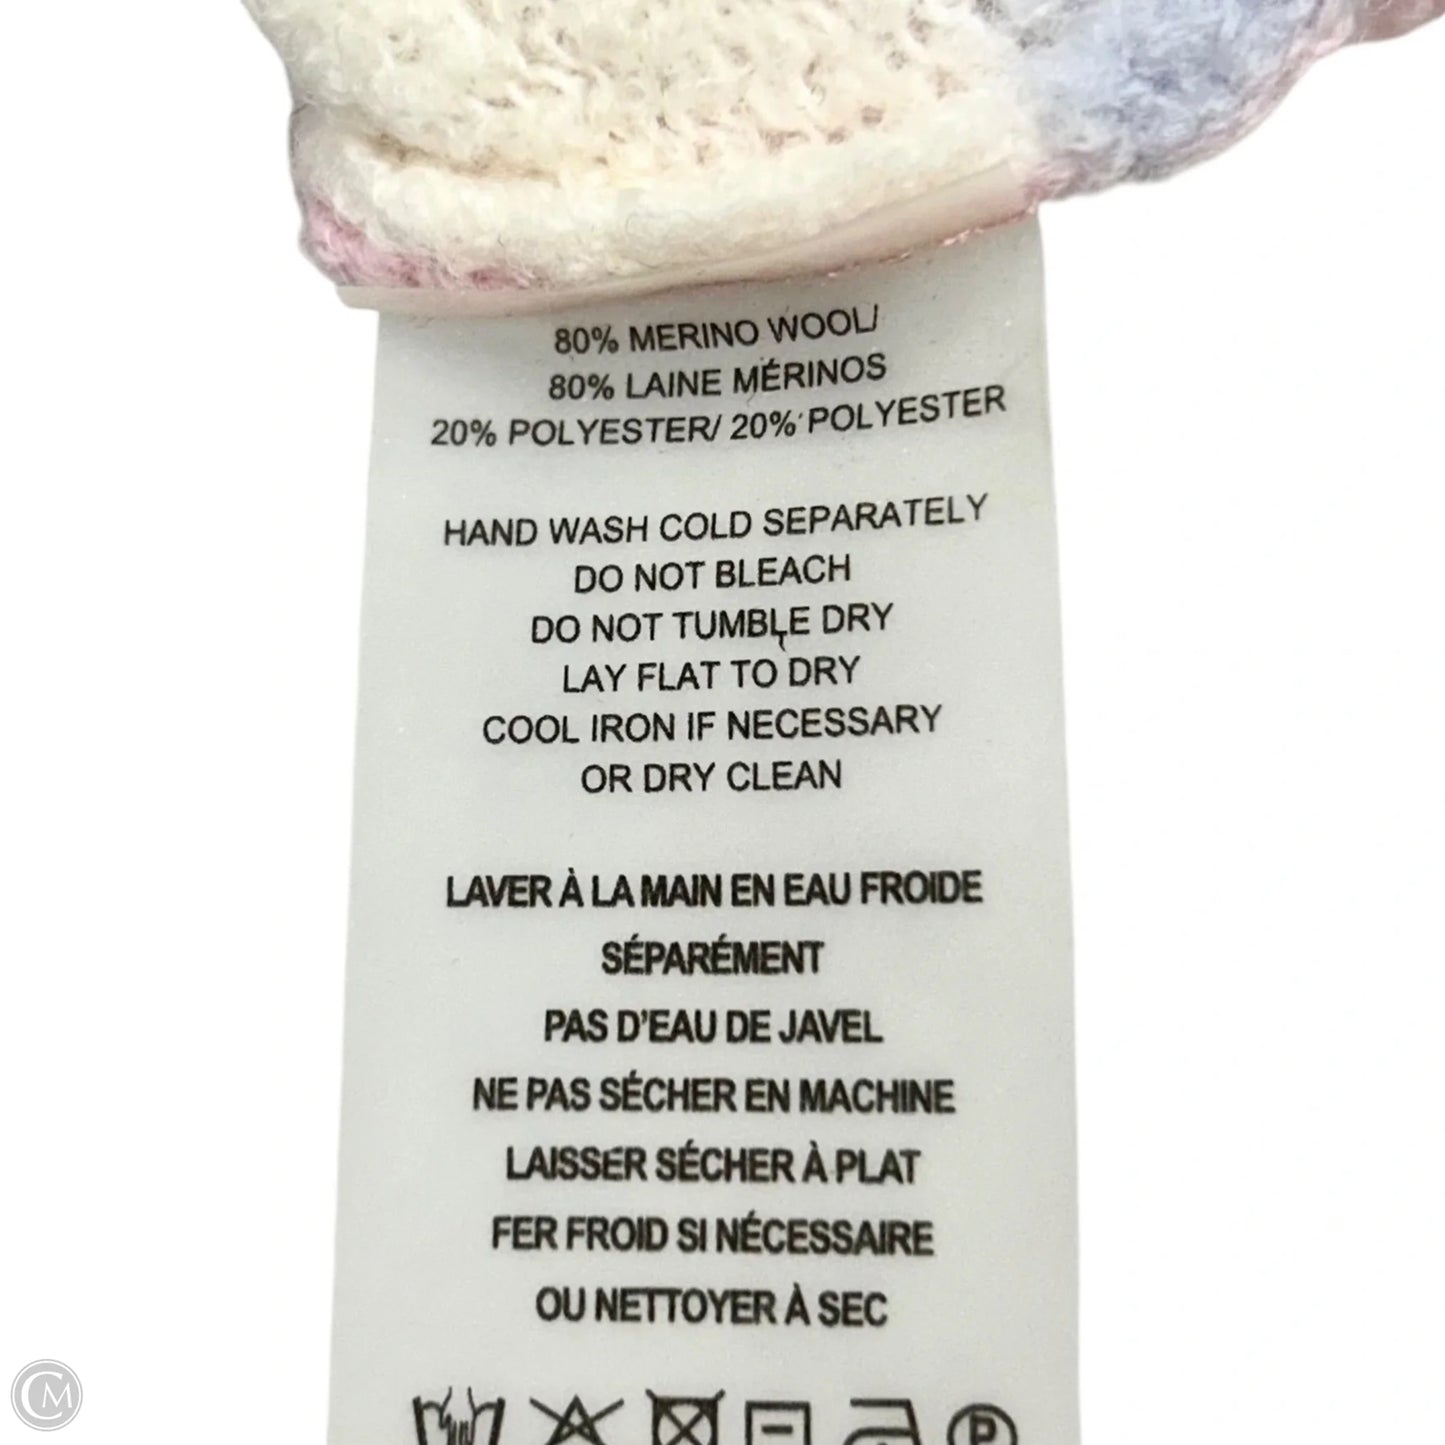 80% MERINO WOOL/
80% LAINE MÉRINOS
20% POLYESTER/ 20% POLYESTER
HAND WASH COLD SEPARATELY
DO NOT BLEACH
DO NOT TUMBLE DRY
LAY FLAT TO DRY
COOL IRON IF NECESSARY
OR DRY CLEAN
LAVER À LA MAIN EN EAU FROIDE
SÉPARÉMENT
PAS D'EAU DE JAVEL
NE PAS SÉCHER EN MACHINE
LAISSER SÉCHER À PLAT
FER FROID SI NÉCESSAIRE
OU NETTOYER À SEC
P
CM